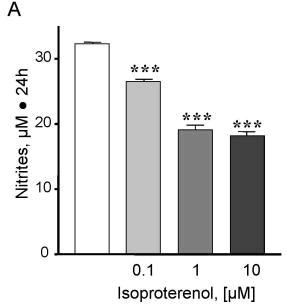 A
Nitrites, µM ● 24h
30
20
10
0
***
***
***
0.1 1 10
Isoproterenol, [µM]